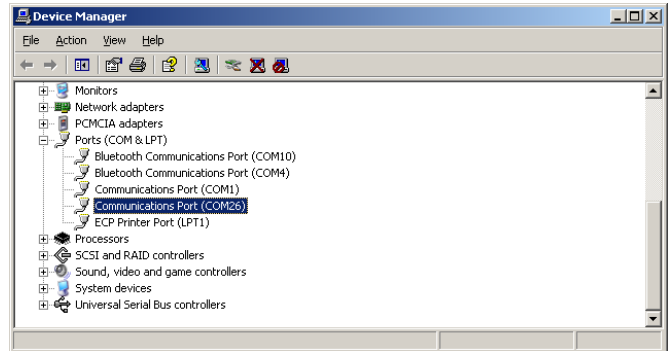 Device Manager
File Action View Help
Monitors
Network adapters
PCMCIA adapters
Ports (COM & LPT)
Bluetooth Communications Port (COM10)
Bluetooth Communications Port (COM4)
Communications Port (COM1)
Communications Port (COM26)
ECP Printer Port (LPT1)
Processors
SCSI and RAID controllers
Sound, video and game controllers
System devices
Universal Serial Bus controllers